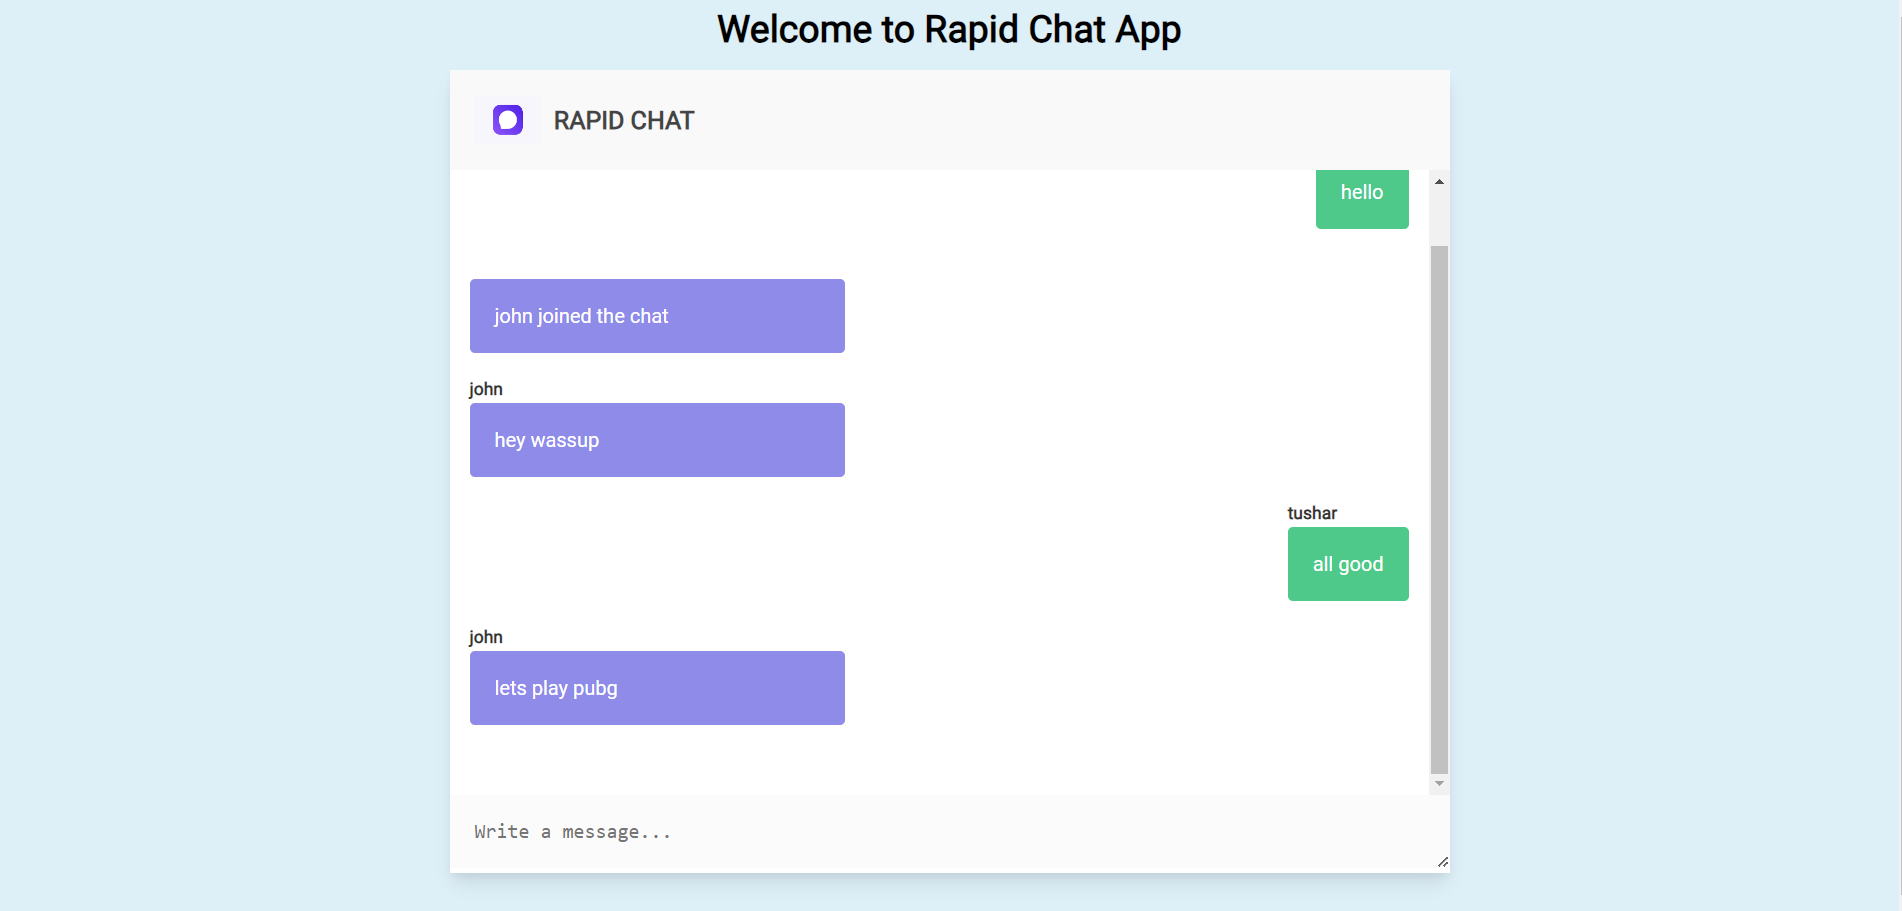 Welcome to Rapid Chat App
RAPID CHAT
hello
john joined the chat
john
hey wassup
tushar
all good
john
lets play pubg
Write a message...